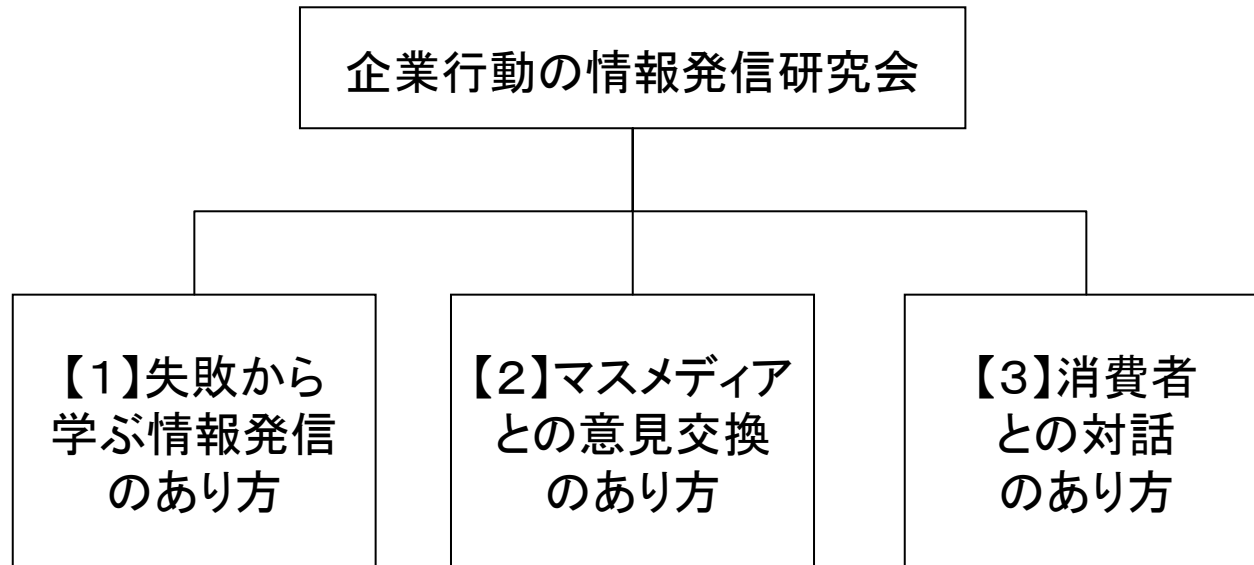 企業行動の情報発信研究会
【１】失敗から
学ぶ情報発信
のあり方
【２】マスメディア
との意見交換
のあり方
【３】消費者
との対話
のあり方